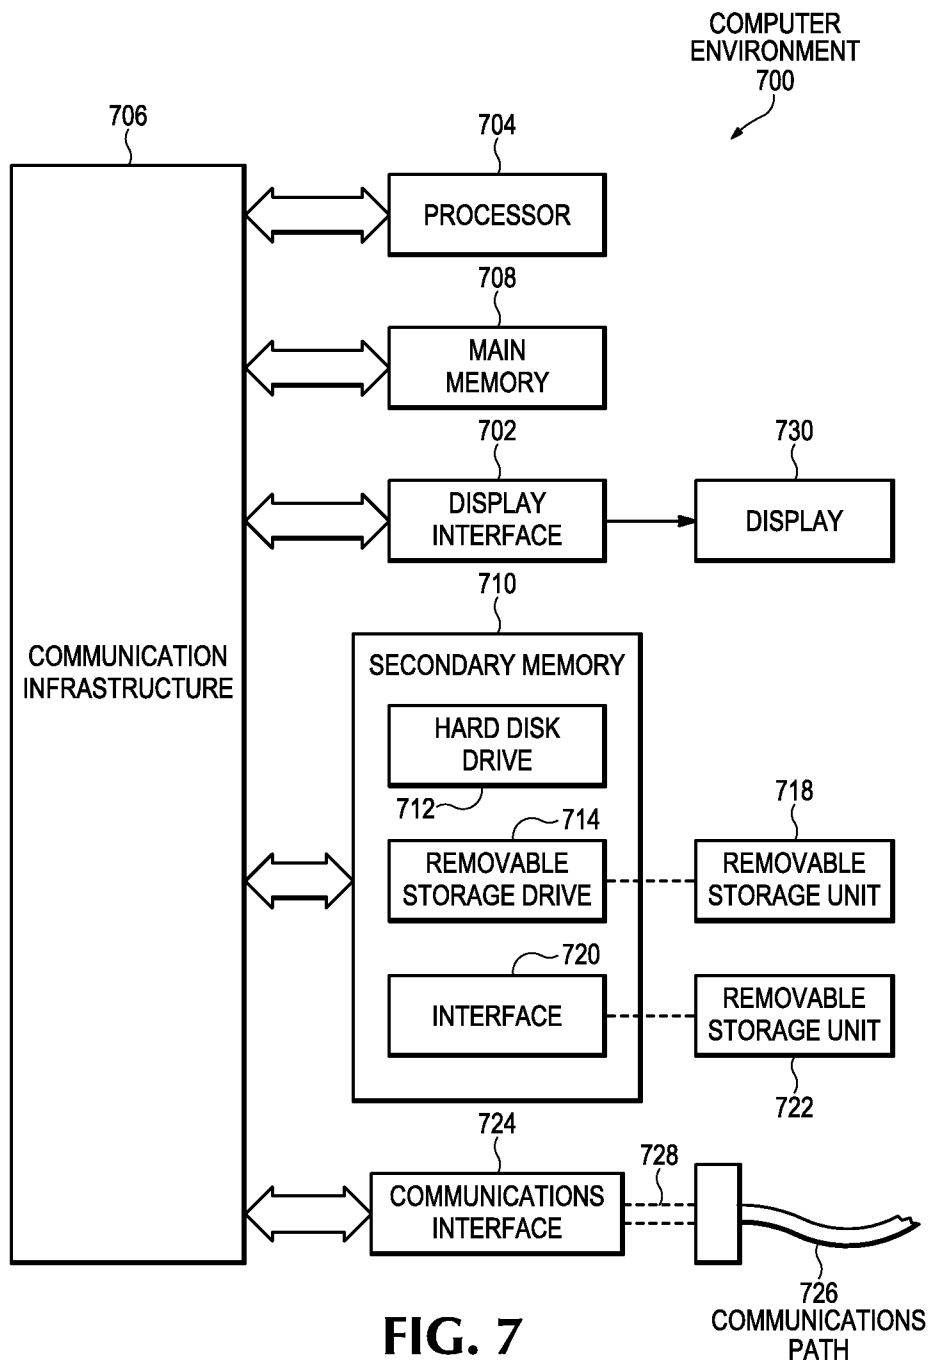 COMPUTER
ENVIRONMENT
700
706
704
PROCESSOR
708
MAIN
MEMORY
702
DISPLAY
INTERFACE
730
DISPLAY
COMMUNICATION
INFRASTRUCTURE
710
SECONDARY MEMORY
HARD DISK
DRIVE
712
714
REMOVABLE
STORAGE DRIVE
718
REMOVABLE
STORAGE UNIT
720
INTERFACE
REMOVABLE
STORAGE UNIT
722
724
COMMUNICATIONS
INTERFACE
728
726
COMMUNICATIONS
PATH
FIG. 7